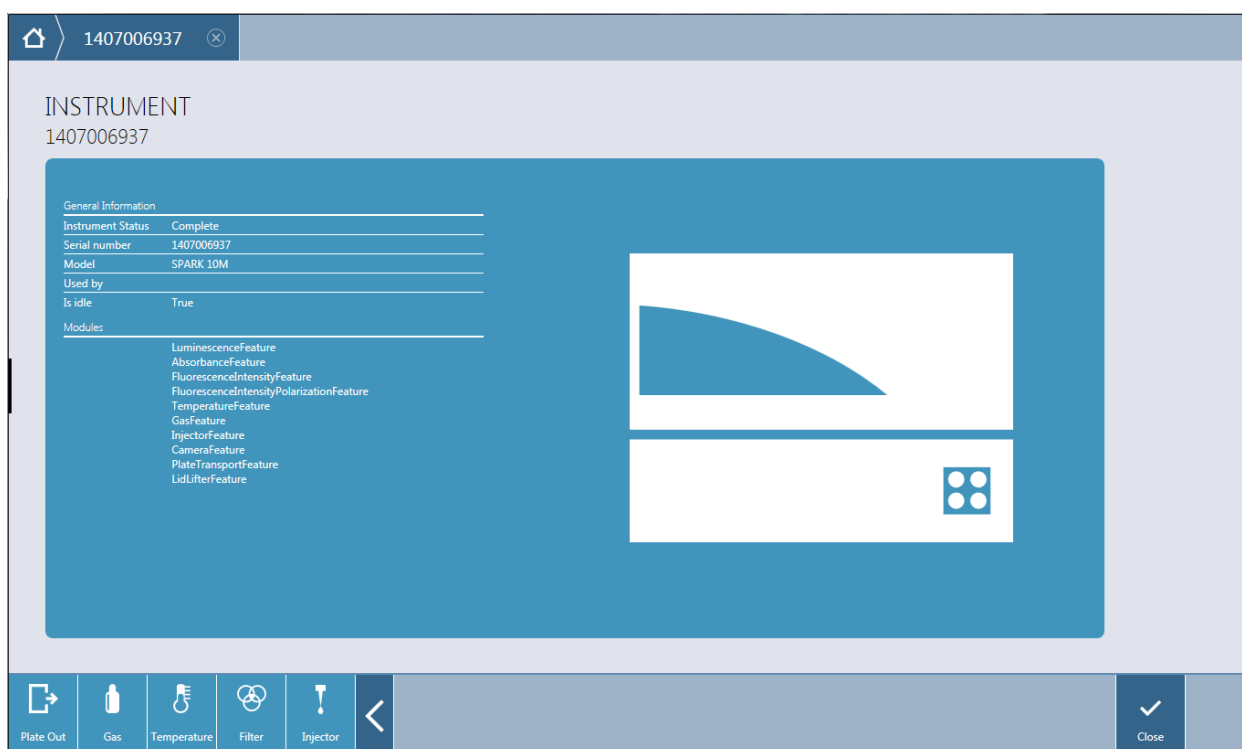 1407006937
INSTRUMENT
1407006937
General Information
Instrument Status Complete
Serial number 1407006937
Model SPARK 10M
Used by
Is idle True
Modules
LuminescenceFeature
AbsorbanceFeature
FluorescenceIntensityFeature
FluorescenceIntensityPolarizationFeature
TemperatureFeature
GasFeature
InjectorFeature
CameraFeature
PlateTransportFeature
LidLifterFeature
Plate Out Gas Temperature Filter Injector Close